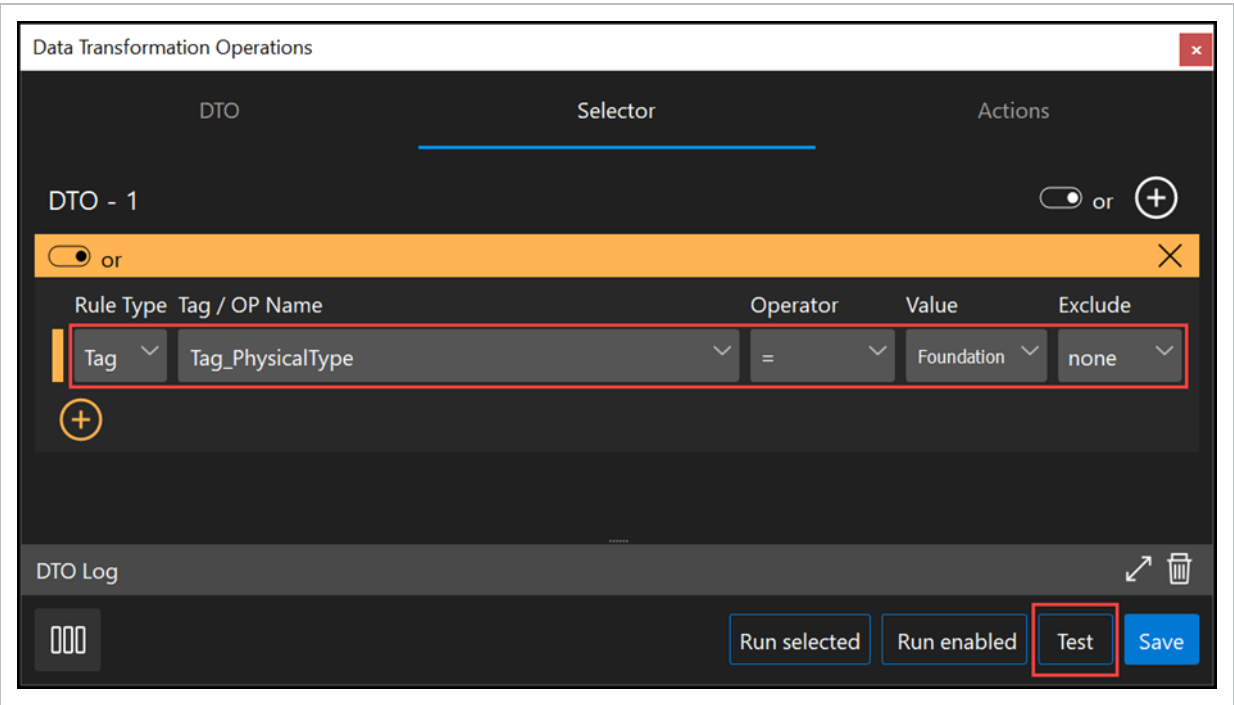 Data Transformation Operations
DTO Selector Actions
DTO - 1 or
or
Rule Type Tag / OP Name Operator Value Exclude
Tag Tag_PhysicalType = Foundation none
DTO Log
Run selected Run enabled Test Save